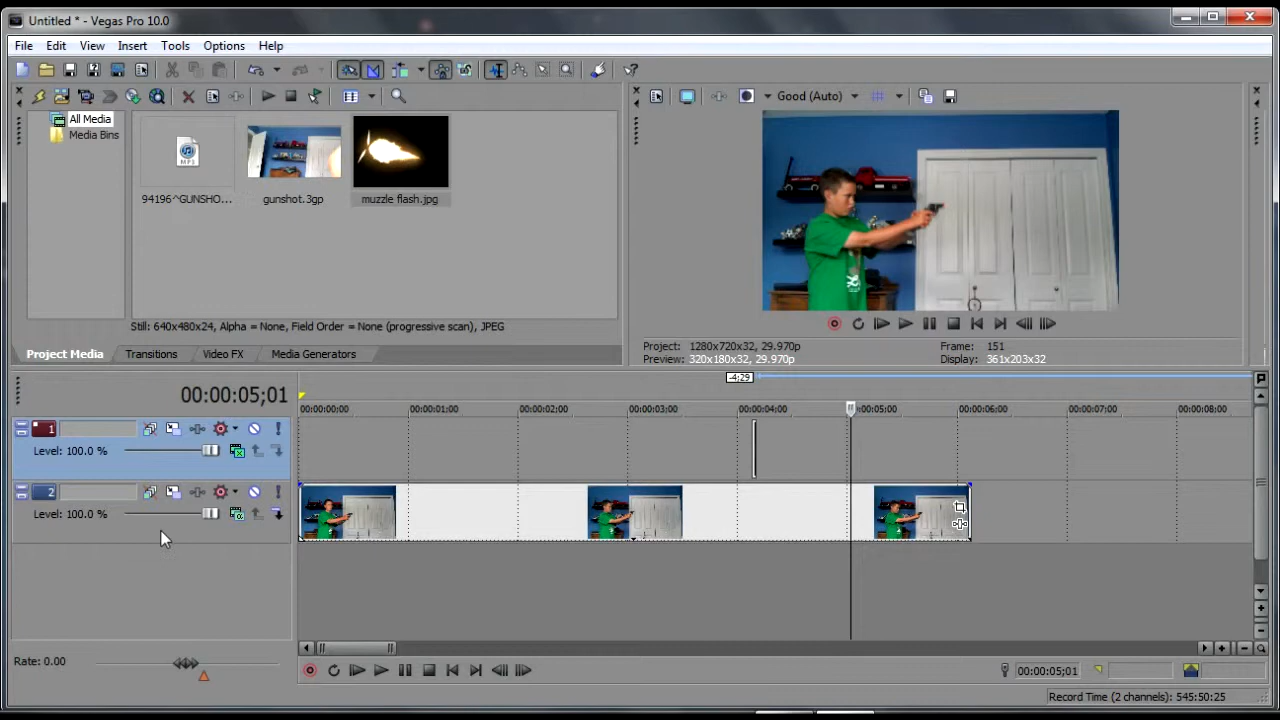 Untitled * - Vegas Pro 10.0
File Edit View Insert Tools Options Help
All Media
Media Bins
MP3
94196^GUNSHO...
gunshot.3gp
muzzle flash.jpg
Still: 640x480x24, Alpha = None, Field Order = None (progressive scan), JPEG
Project Media Transitions Video FX Media Generators
Good (Auto)
Project: 1280x720x32, 29.970p
Frame: 151
Preview: 320x180x32, 29.970p
Display: 361x203x32
00:00:05;01
-4;29
00:00:00;00 00:00:01;00 00:00:02;00 00:00:03;00 00:00:04;00 00:00:05;00 00:00:06;00 00:00:07;00 00:00:08;00
1
Level: 100.0 %
2
Level: 100.0 %
Rate: 0.00
00:00:05;01
Record Time (2 channels): 545:50:25